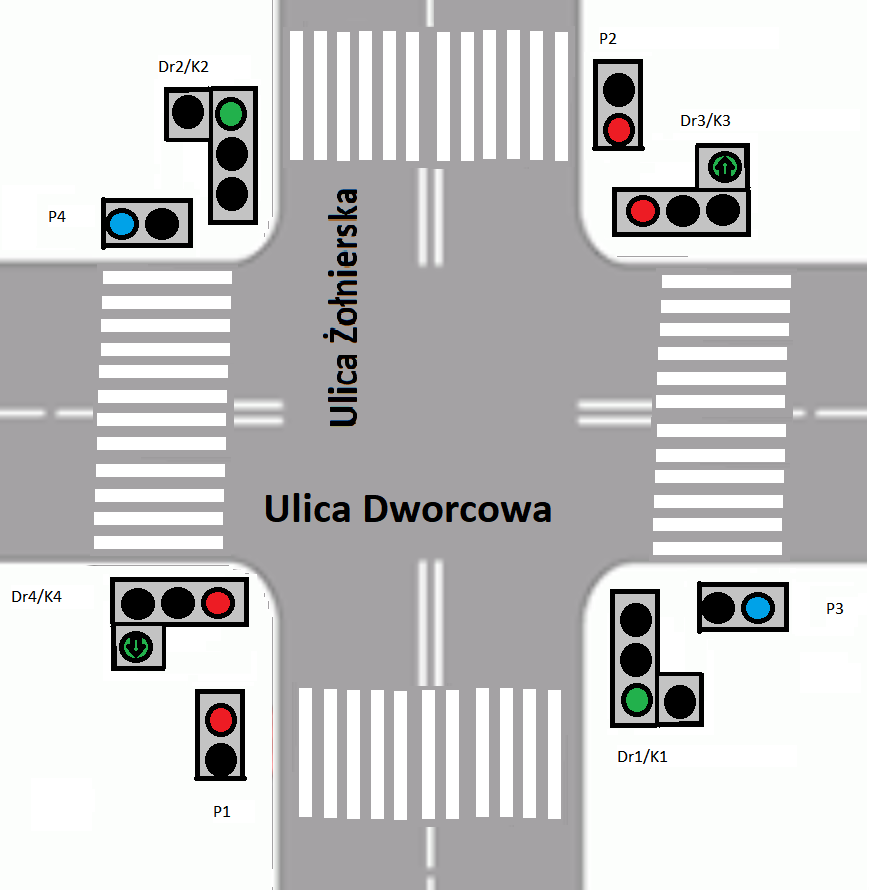 P2
Dr2/K2
Dr3/K3
P4
Ulica Żołnierska
Ulica Dworcowa
Dr4/K4
P3
Dr1/K1
P1